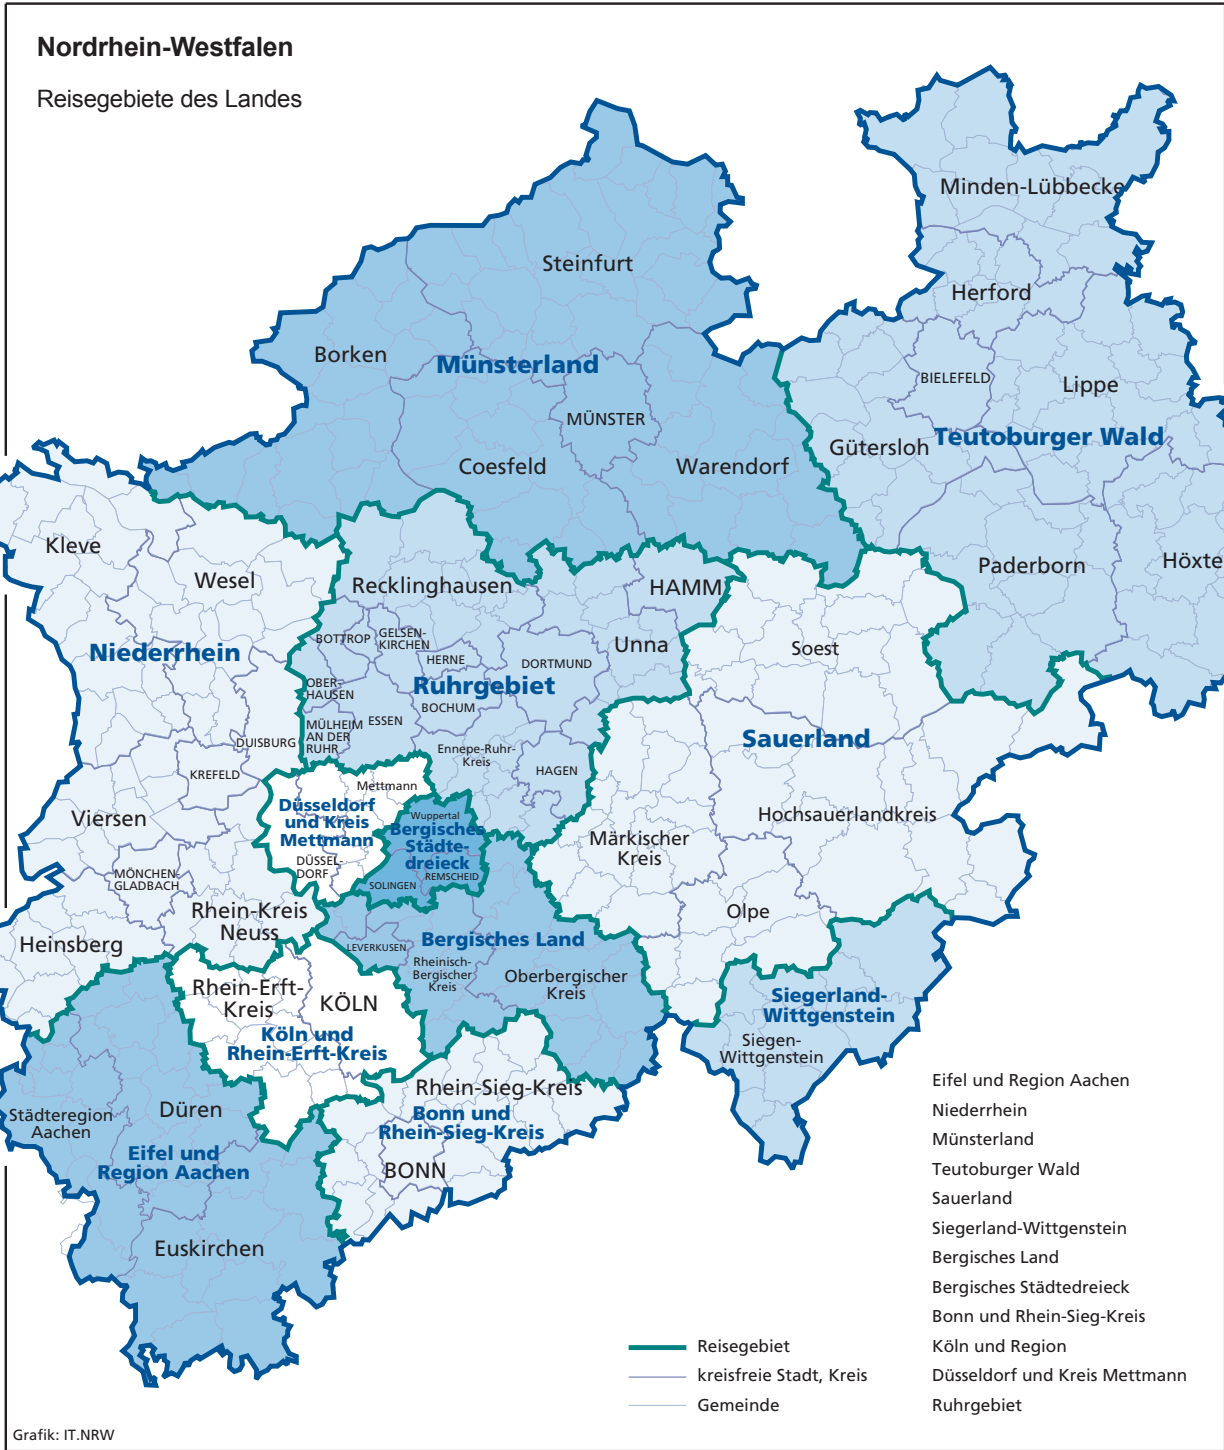 Nordrhein-Westfalen
Reisegebiete des Landes
Minden-Lübbecke
Steinfurt
Herford
Borken
Münsterland
BIELEFELD
Lippe
MÜNSTER
Teutoburger Wald
Gütersloh
Coesfeld
Warendorf
Kleve
Wesel
Paderborn
Höxte
Recklinghausen
HAMM
Niederrhein
BOTTROP
GELSEN-
KIRCHEN
HERNE
DORTMUND
Unna
Soest
Ruhrgebiet
OBER-
HAUSEN
BOCHUM
MÜLHEIM
AN DER
RUHR
ESSEN
DUISBURG
Sauerland
Ennepe-Ruhr-
Kreis
HAGEN
KREFELD
Mettmann
Düsseldorf
und Kreis
Mettmann
Viersen
Wuppertal
Bergisches
Städte-
dreieck
Hochsauerlandkreis
Märkischer
Kreis
DÜSSEL-
DORF
SOLINGEN
REMSCHEID
MÖNCHEN-
GLADBACH
Rhein-Kreis
Neuss
Olpe
Heinsberg
LEVERKUSEN
Bergisches Land
Rheinisch-
Bergischer
Kreis
Oberbergischer
Kreis
Rhein-Erft-
Kreis
KÖLN
Siegerland-
Wittgenstein
Köln und
Rhein-Erft-Kreis
Siegen-
Wittgenstein
Rhein-Sieg-Kreis
Bonn und
Rhein-Sieg-Kreis
Städteregion
Aachen
Düren
Eifel und
Region Aachen
BONN
Euskirchen
Eifel und Region Aachen
Niederrhein
Münsterland
Teutoburger Wald
Sauerland
Siegerland-Wittgenstein
Bergisches Land
Bergisches Städtedreieck
Bonn und Rhein-Sieg-Kreis
Köln und Region
Düsseldorf und Kreis Mettmann
Ruhrgebiet
Reisegebiet
kreisfreie Stadt, Kreis
Gemeinde
Grafik: IT.NRW